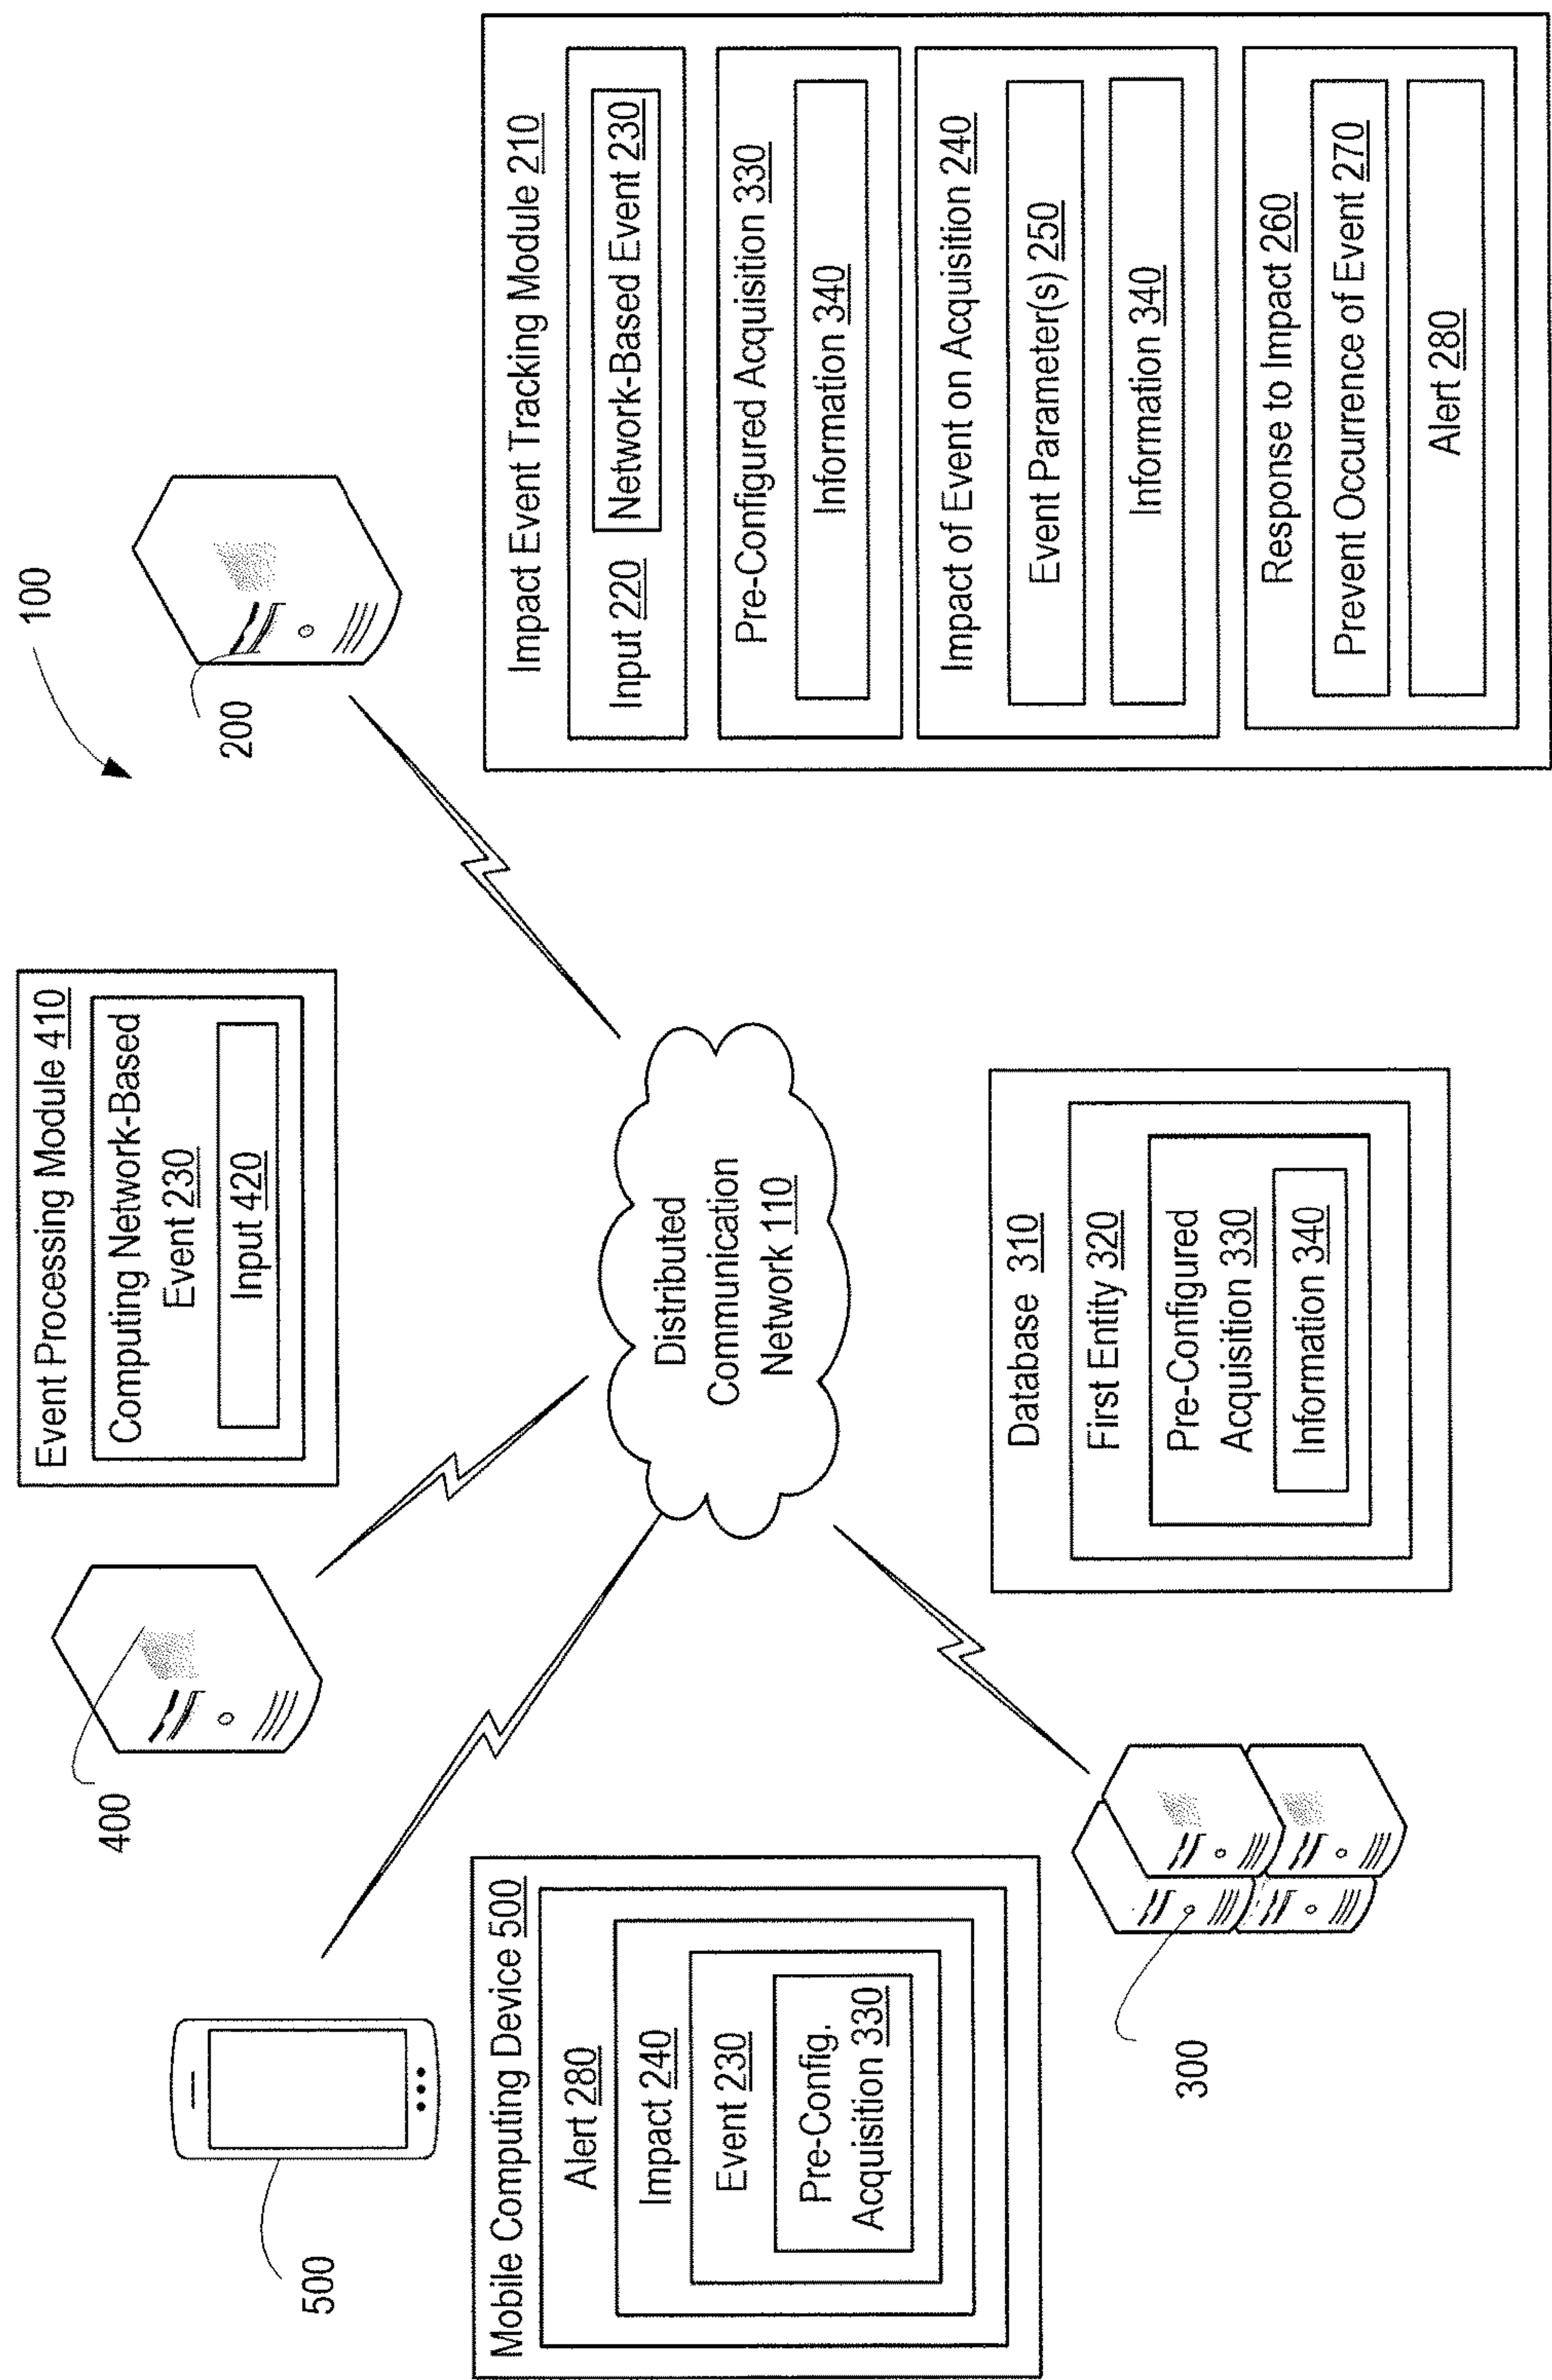 100
400
500
200
Event Processing Module 410
Computing Network-Based
Event 230
Input 420
Mobile Computing Device 500
Alert 280
Impact 240
Event 230
Pre-Config.
Acquisition 330
Distributed
Communication
Network 110
Impact Event Tracking Module 210
Input 220
Network-Based Event 230
Pre-Configured Acquisition 330
Information 340
Impact of Event on Acquisition 240
Event Parameter(s) 250
Information 340
Response to Impact 260
Prevent Occurrence of Event 270
Alert 280
300
Database 310
First Entity 320
Pre-Configured
Acquisition 330
Information 340